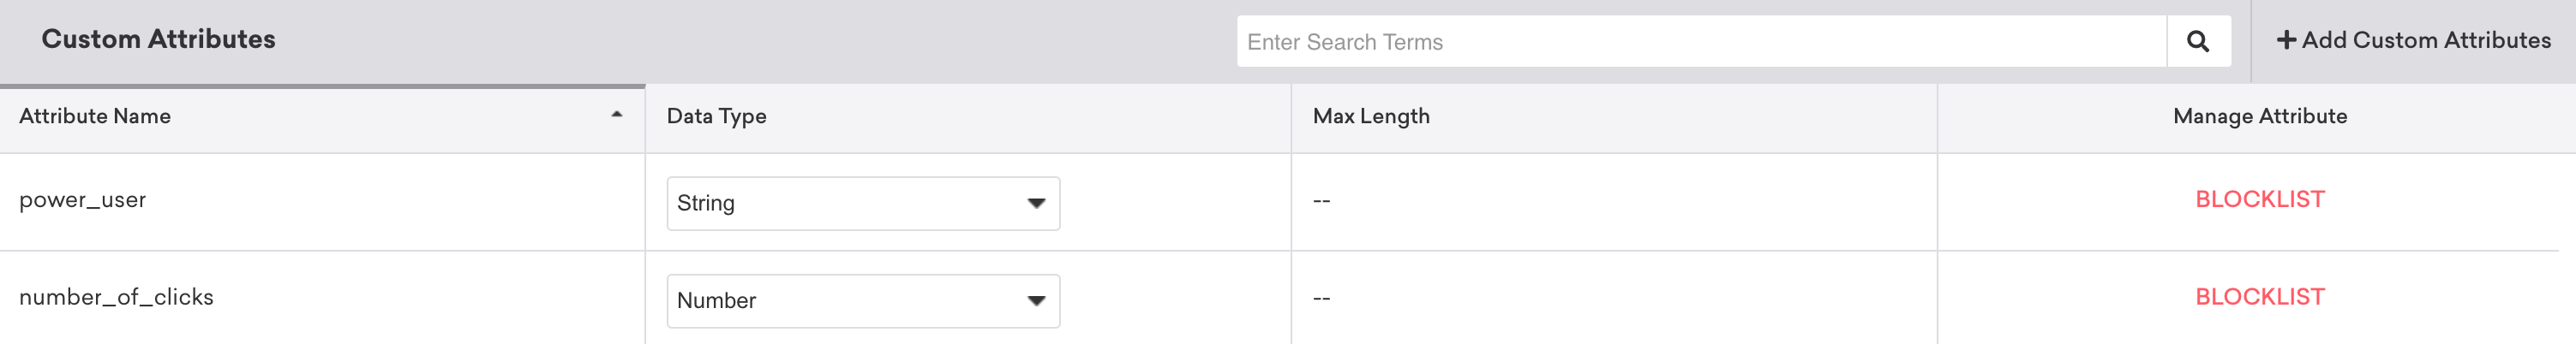 Custom Attributes
Enter Search Terms
Add Custom Attributes
Attribute Name
Data Type
Max Length
Manage Attribute
power_user
String
--
BLOCKLIST
number_of_clicks
Number
--
BLOCKLIST